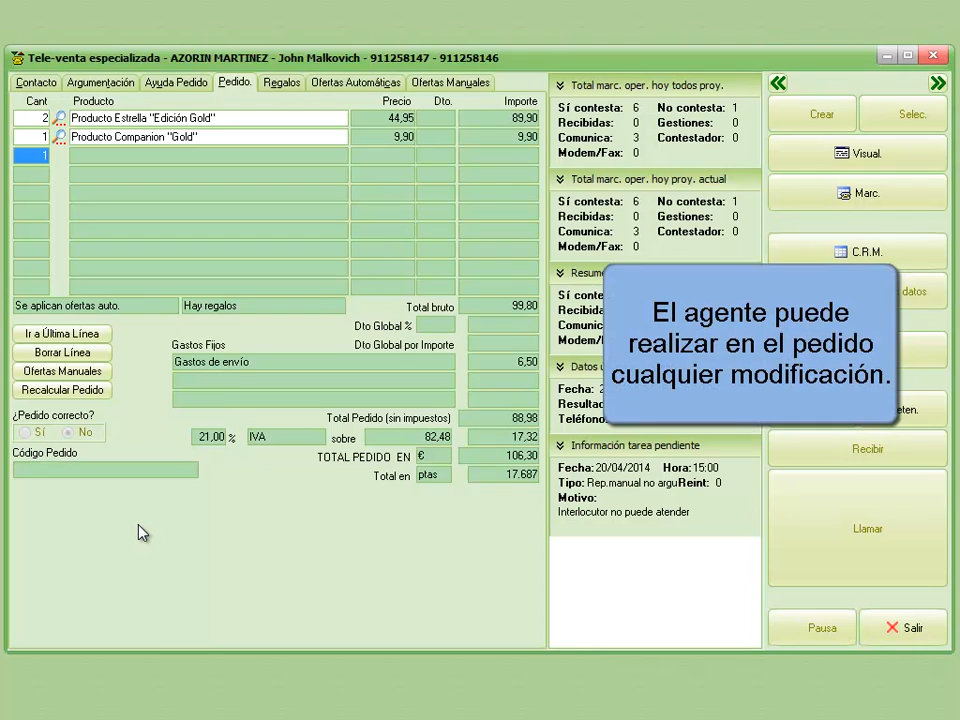 Tele-venta especializada - AZORIN MARTINEZ - John Malkovich - 911258147 - 911258146
Contacto Argumentación Ayuda Pedido Pedido. Regalos Ofertas Automáticas Ofertas Manuales
Cant Producto Precio Dto. Importe
2 Producto Estrella "Edición Gold" 44,95 89,90
1 Producto Companion "Gold" 9,90 9,90
1
Se aplican ofertas auto. Hay regalos Total bruto 99,80
Dto Global %
Ir a Última Línea
Gastos Fijos Dto Global por Importe
Borrar Línea
Gastos de envío 6,50
Ofertas Manuales
Recalcular Pedido
¿Pedido correcto?
Sí No
Total Pedido (sin impuestos) 88,98
21,00 % IVA sobre 82,48 17,32
Código Pedido
TOTAL PEDIDO EN € 106,30
Total en ptas 17.687
Total marc. oper. hoy todos proy.
Sí contesta: 6 No contesta: 1
Recibidas: 0 Gestiones: 0
Comunica: 3 Contestador: 0
Modem/Fax: 0
Total marc. oper. hoy proy. actual
Sí contesta: 6 No contesta: 1
Recibidas: 0 Gestiones: 0
Comunica: 3 Contestador: 0
Modem/Fax: 0
Resume
Sí conte
Recibida
Comunic
Modem/
Datos u
Fecha: 2
Resultad
Teléfono
Información tarea pendiente
Fecha: 20/04/2014 Hora: 15:00
Tipo: Rep.manual no argu Reint: 0
Motivo:
Interlocutor no puede atender
El agente puede
realizar en el pedido
cualquier modificación.
Crear Selec.
Visual.
Marc.
C.R.M.
datos
eten.
Recibir
Llamar
Pausa Salir